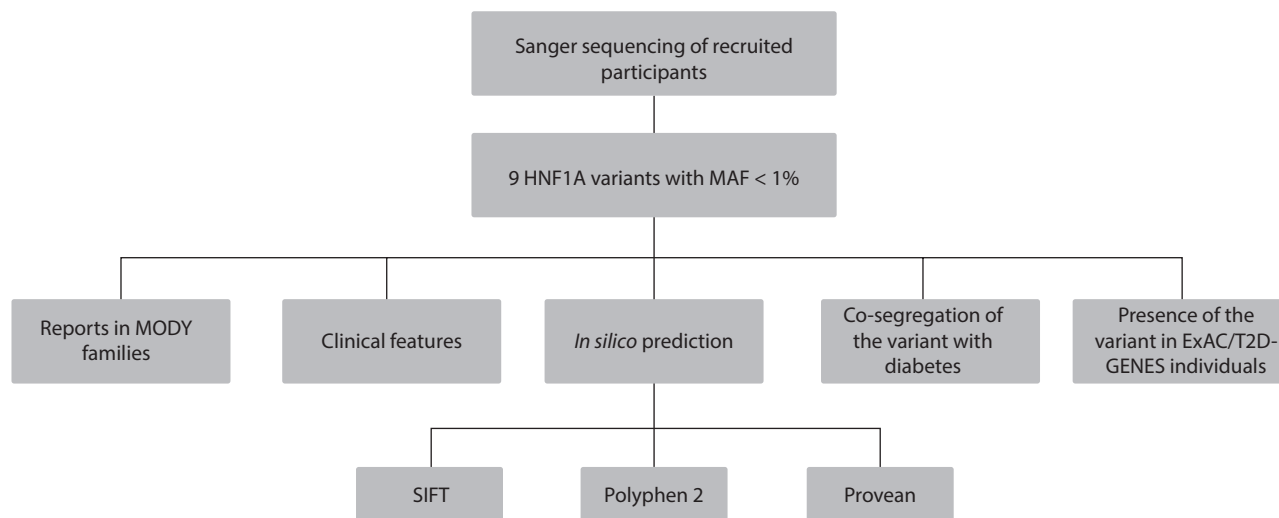 Sanger sequencing of recruited
participants
9 HNF1A variants with MAF < 1%
Reports in MODY
families
Clinical features
In silico prediction
Co-segregation of
the variant with
diabetes
Presence of the
variant in ExAC/T2D-
GENES individuals
SIFT
Polyphen 2
Provean